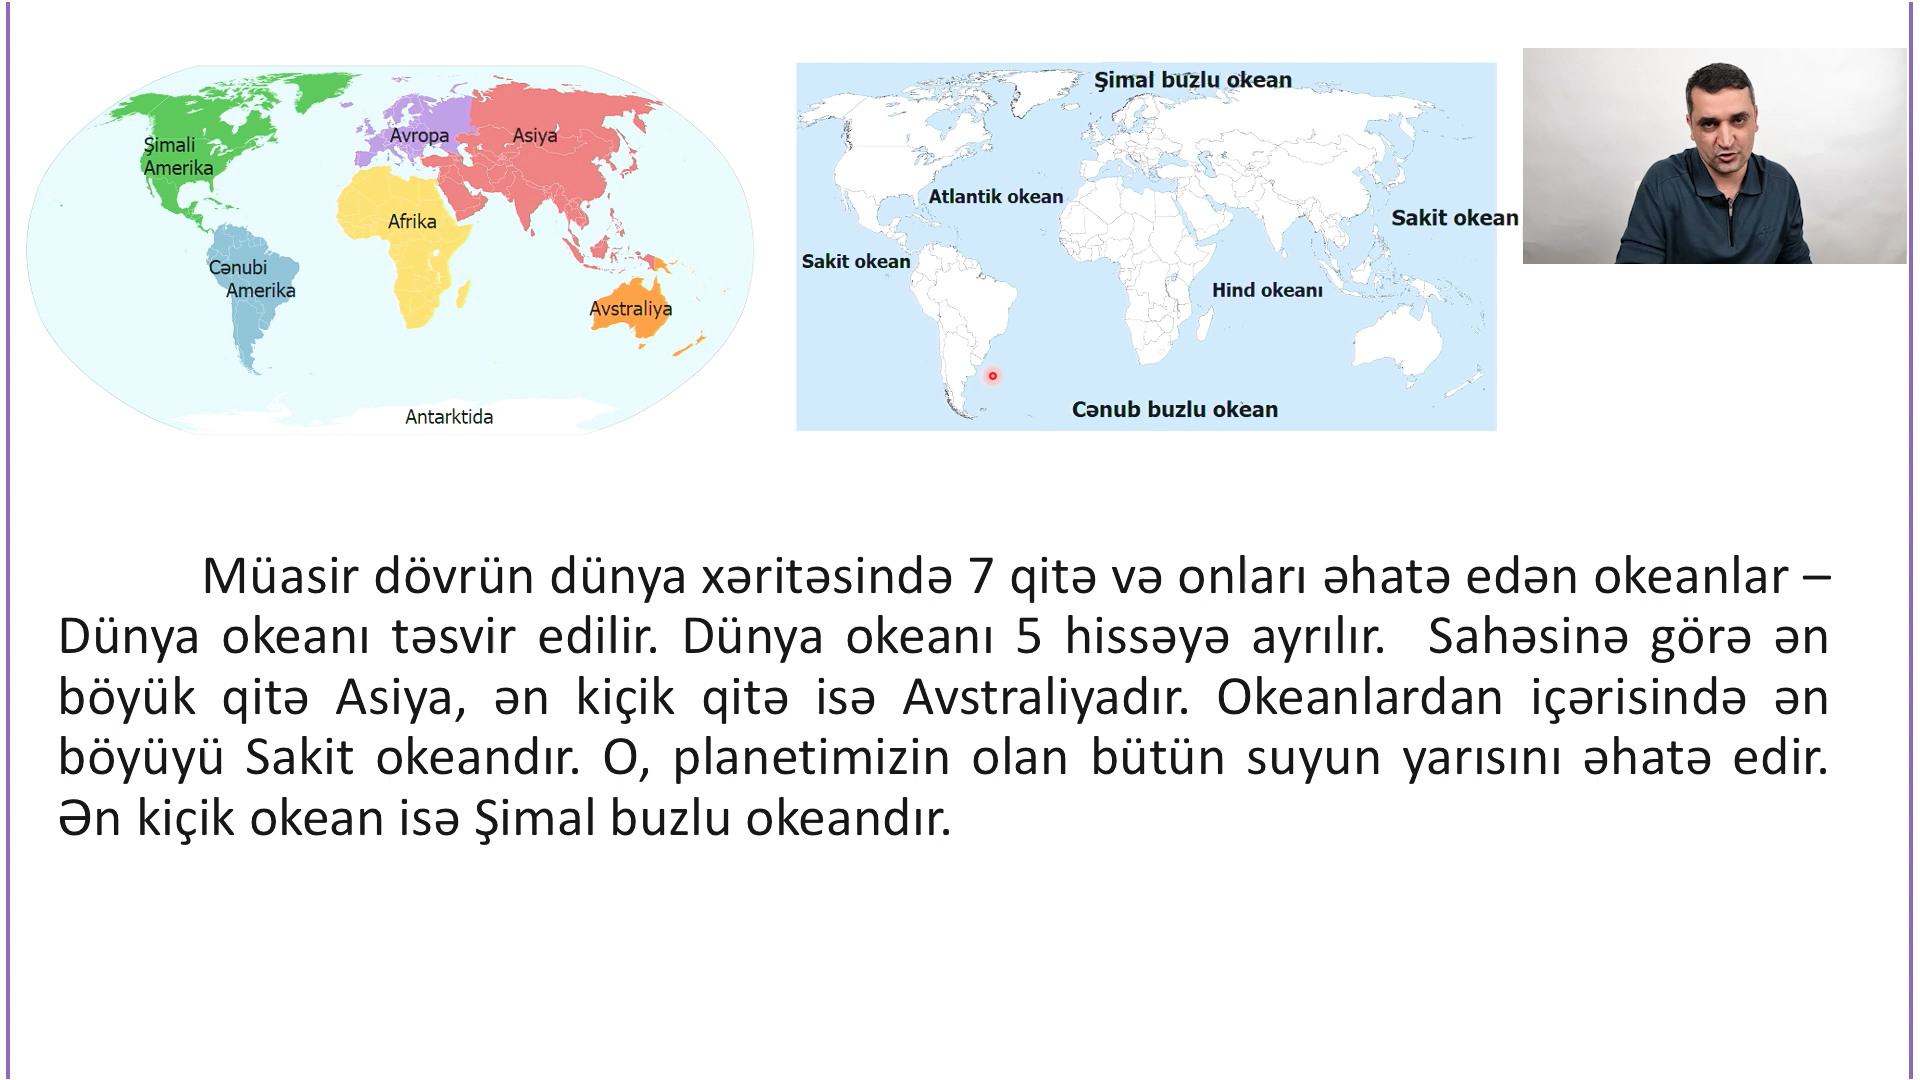 Şimali
Amerika
Avropa
Asiya
Afrika
Cənubi
Amerika
Avstraliya
Antarktida
Şimal buzlu okean
Atlantik okean
Sakit okean
Sakit okean
Hind okeanı
Cənub buzlu okean
Müasir dövrün dünya xəritəsində 7 qitə və onları əhatə edən okeanlar –
Dünya okeanı təsvir edilir. Dünya okeanı 5 hissəyə ayrılır. Sahəsinə görə ən
böyük qitə Asiya, ən kiçik qitə isə Avstraliyadır. Okeanlardan içərisində ən
böyüyü Sakit okeandır. O, planetimizin olan bütün suyun yarısını əhatə edir.
Ən kiçik okean isə Şimal buzlu okeandır.